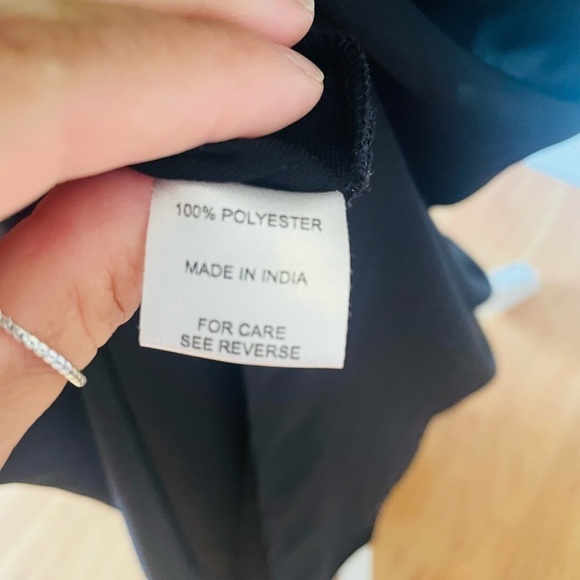 100% POLYESTER
MADE IN INDIA
FOR CARE
SEE REVERSE